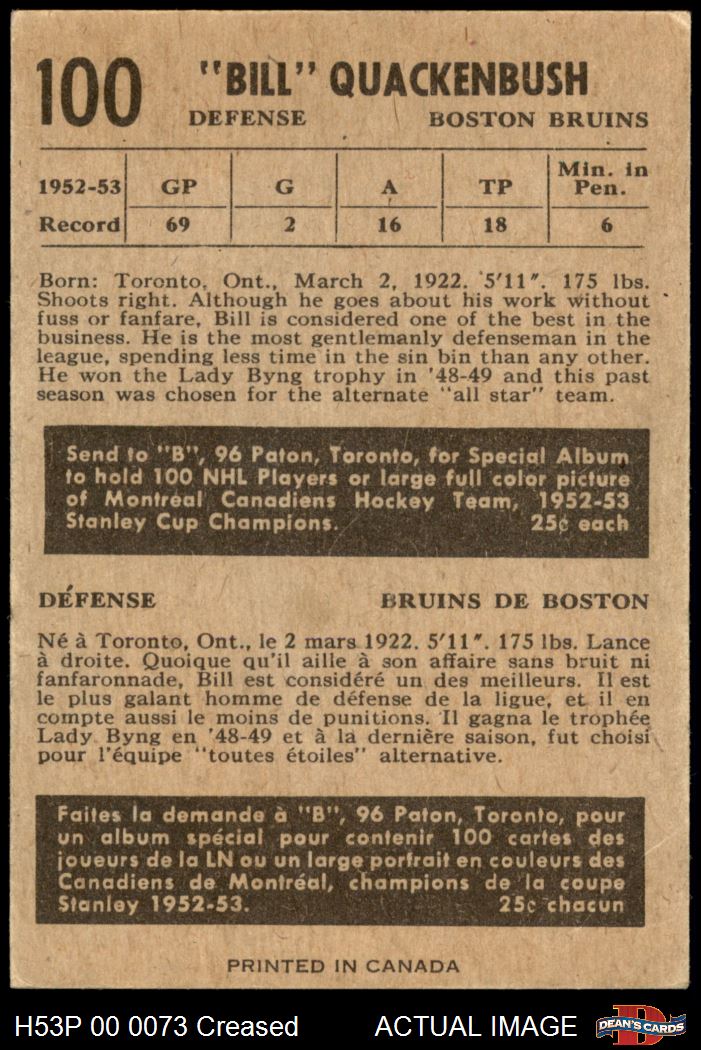 100
"BILL" QUACKENBUSH
DEFENSE BOSTON BRUINS
1952-53 GP G A TP Min. in Pen.
Record 69 2 16 18 6
Born: Toronto, Ont., March 2, 1922. 5'11". 175 lbs.
Shoots right. Although he goes about his work without
fuss or fanfare, Bill is considered one of the best in the
business. He is the most gentlemanly defenseman in the
league, spending less time in the sin bin than any other.
He won the Lady Byng trophy in '48-49 and this past
season was chosen for the alternate "all star" team.
Send to "B", 96 Paton, Toronto, for Special Album
to hold 100 NHL Players or large full color picture
of Montreal Canadiens Hockey Team, 1952-53
Stanley Cup Champions. 25¢ each
DÉFENSE BRUINS DE BOSTON
Né à Toronto, Ont., le 2 mars 1922. 5'11". 175 lbs. Lance
à droite. Quoique qu'il aille à son affaire sans bruit ni
fanfaronnade, Bill est considéré un des meilleurs. Il est
le plus galant homme de défense de la ligue, et il en
compte aussi le moins de punitions. Il gagna le trophée
Lady Byng en '48-49 et à la dernière saison, fut choisi
pour l'équipe "toutes étoiles" alternative.
Faites la demande à "B", 96 Paton, Toronto, pour
un album spécial pour contenir 100 cartes des
joueurs de la LN ou un large portrait en couleurs des
Canadiens de Montréal, champions de la coupe
Stanley 1952-53. 25¢ chacun
PRINTED IN CANADA
H53P 00 0073 Creased ACTUAL IMAGE DEAN'S CARDS